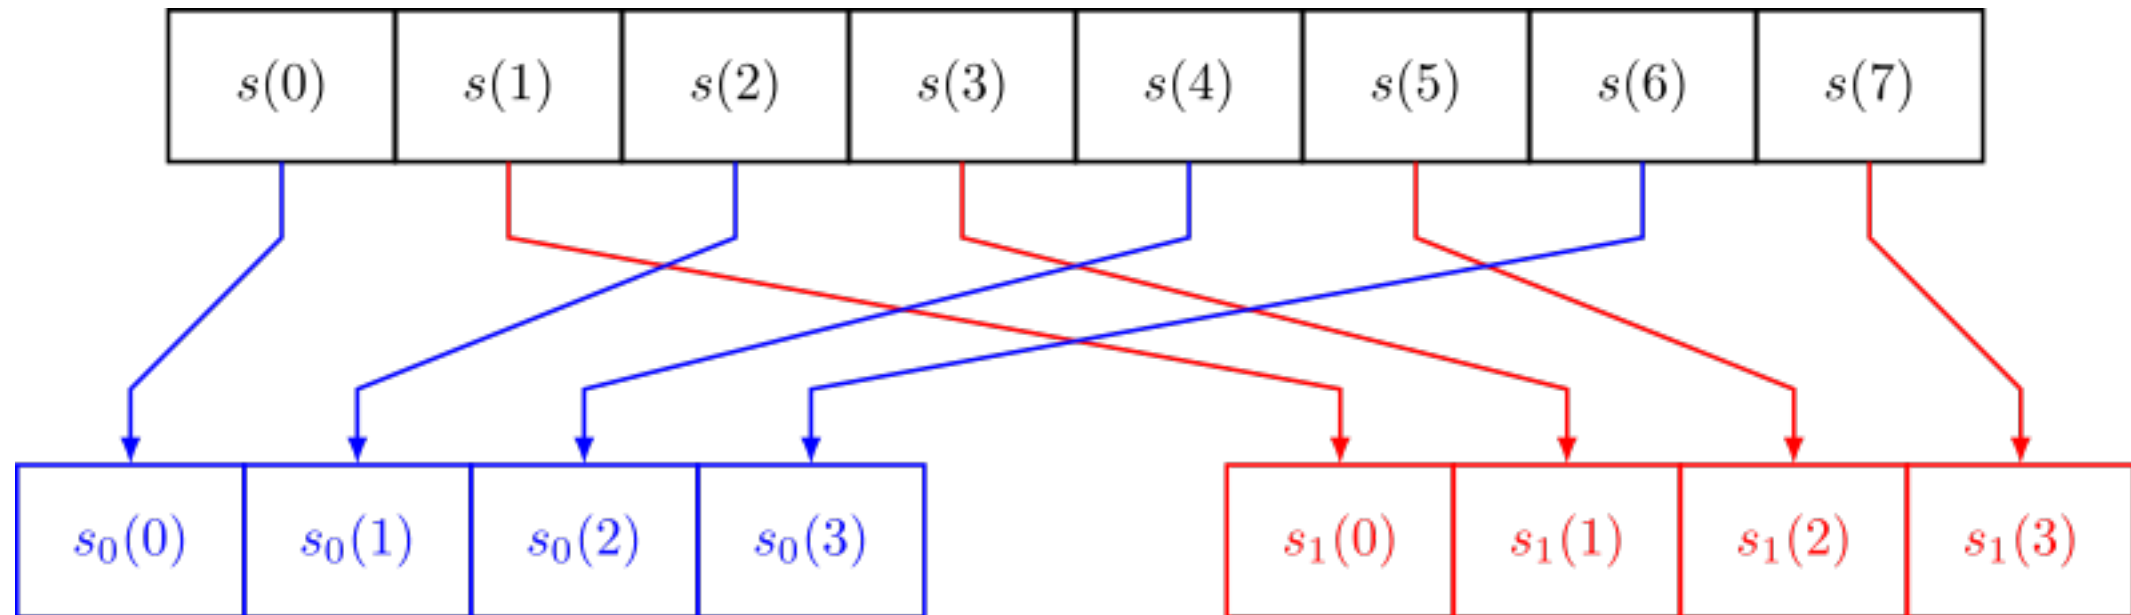 s(0) s(1) s(2) s(3) s(4) s(5) s(6) s(7)
s₀(0) s₀(1) s₀(2) s₀(3) s₁(0) s₁(1) s₁(2) s₁(3)